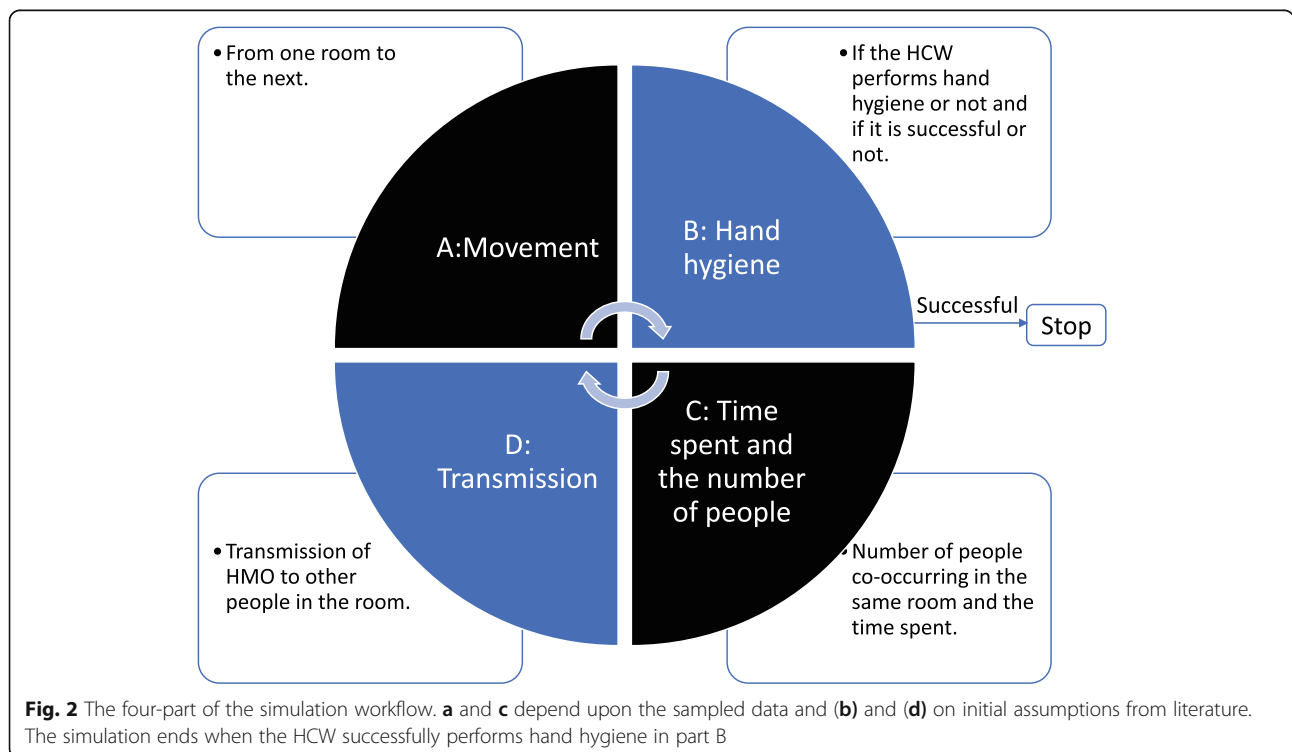 • From one room to
the next.
• If the HCW
performs hand
hygiene or not and
if it is successful or
not.
A:Movement
B: Hand
hygiene
Successful
Stop
D:
Transmission
C: Time
spent and
the number
of people
• Transmission of
HMO to other
people in the room.
• Number of people
co-occurring in the
same room and the
time spent.
Fig. 2 The four-part of the simulation workflow. a and c depend upon the sampled data and (b) and (d) on initial assumptions from literature.
The simulation ends when the HCW successfully performs hand hygiene in part B